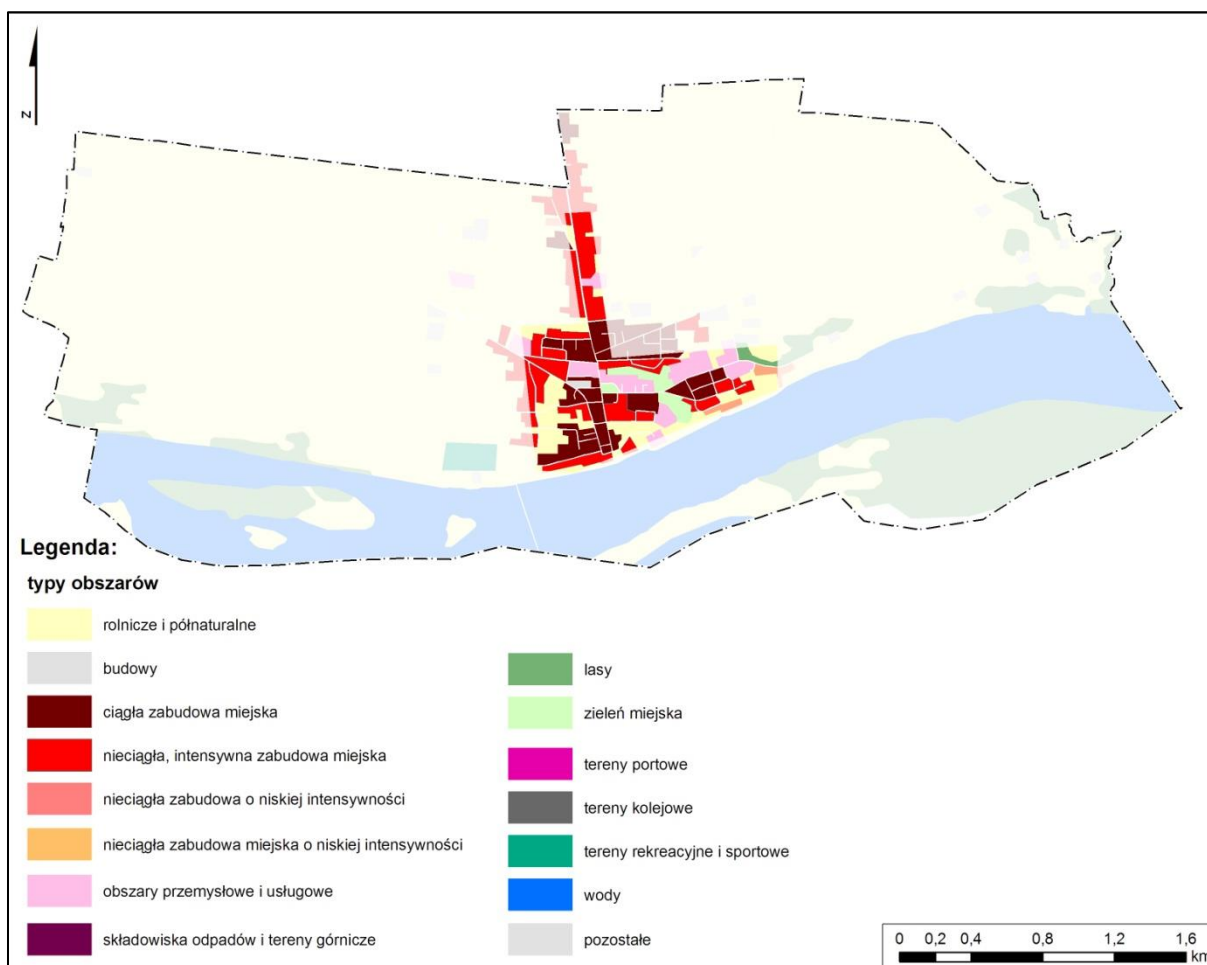 N
Legenda:
typy obszarów
rolnicze i półnaturalne
budowy
ciągła zabudowa miejska
nieciągła, intensywna zabudowa miejska
nieciągła zabudowa o niskiej intensywności
nieciągła zabudowa miejska o niskiej intensywności
obszary przemysłowe i usługowe
składowiska odpadów i tereny górnicze
lasy
zieleń miejska
tereny portowe
tereny kolejowe
tereny rekreacyjne i sportowe
wody
pozostałe
0 0,2 0,4 0,8 1,2 1,6
km